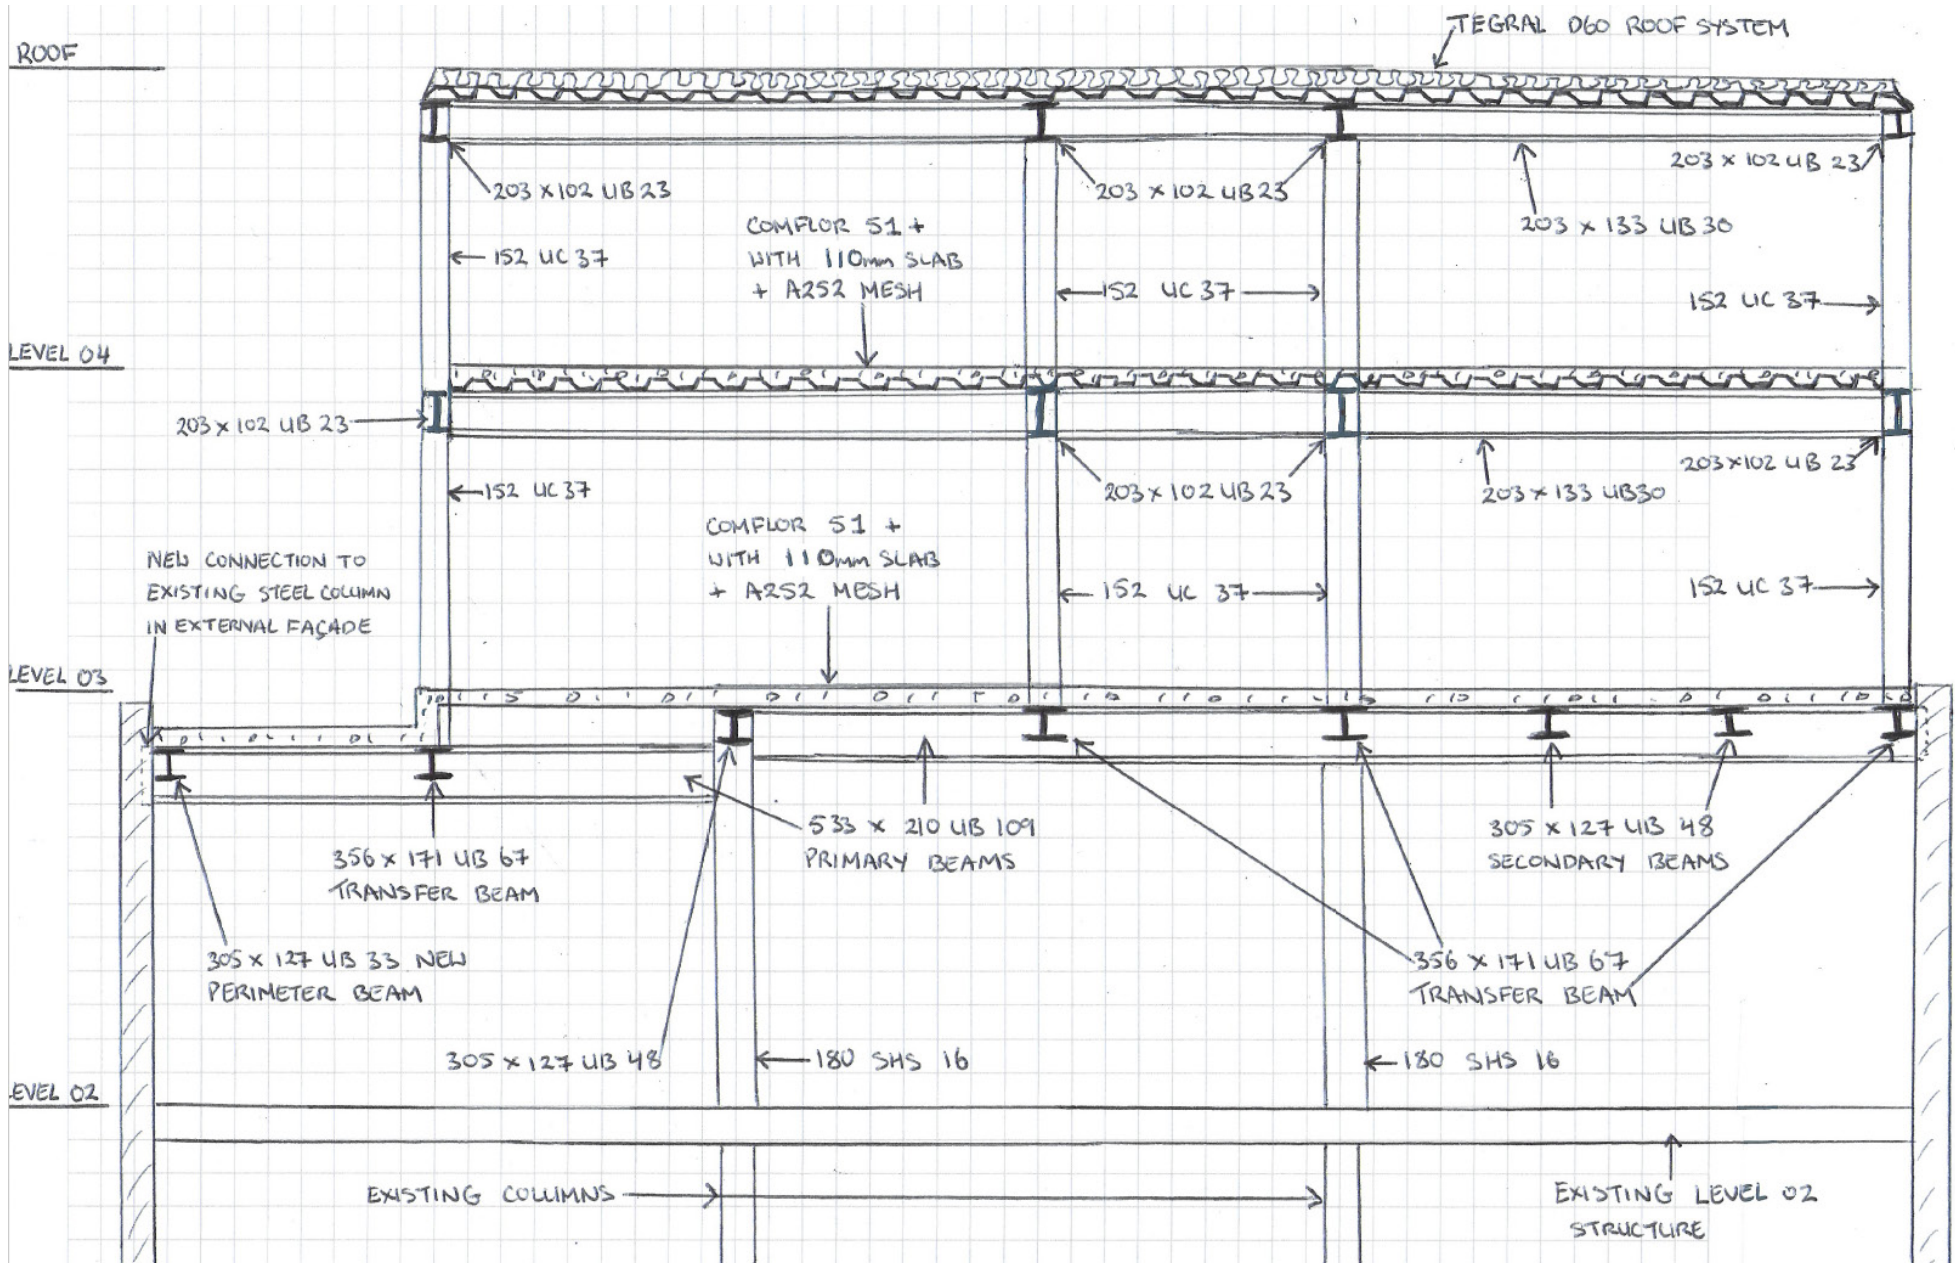 TEGRAL D60 ROOF SYSTEM
ROOF
203 x 102 UB 23
203 x 102 UB 23
203 x 102 UB 23
203 x 133 UB 30
COMFLOR 51 +
WITH 110mm SLAB
+ A252 MESH
152 UC 37
152 UC 37
152 UC 37
LEVEL 04
203 x 102 UB 23
203 x 102 UB 23
203 x 133 UB30
203 x 102 UB 23
152 UC 37
COMFLOR 51 +
WITH 110mm SLAB
+ A252 MESH
152 UC 37
152 UC 37
NEW CONNECTION TO
EXISTING STEEL COLUMN
IN EXTERNAL FAÇADE
LEVEL 03
356 x 171 UB 67
TRANSFER BEAM
533 x 210 UB 109
PRIMARY BEAMS
305 x 127 UB 48
SECONDARY BEAMS
305 x 127 UB 33 NEW
PERIMETER BEAM
356 x 171 UB 67
TRANSFER BEAM
305 x 127 UB 48
180 SHS 16
180 SHS 16
EVEL 02
EXISTING COLUMNS
EXISTING LEVEL 02
STRUCTURE